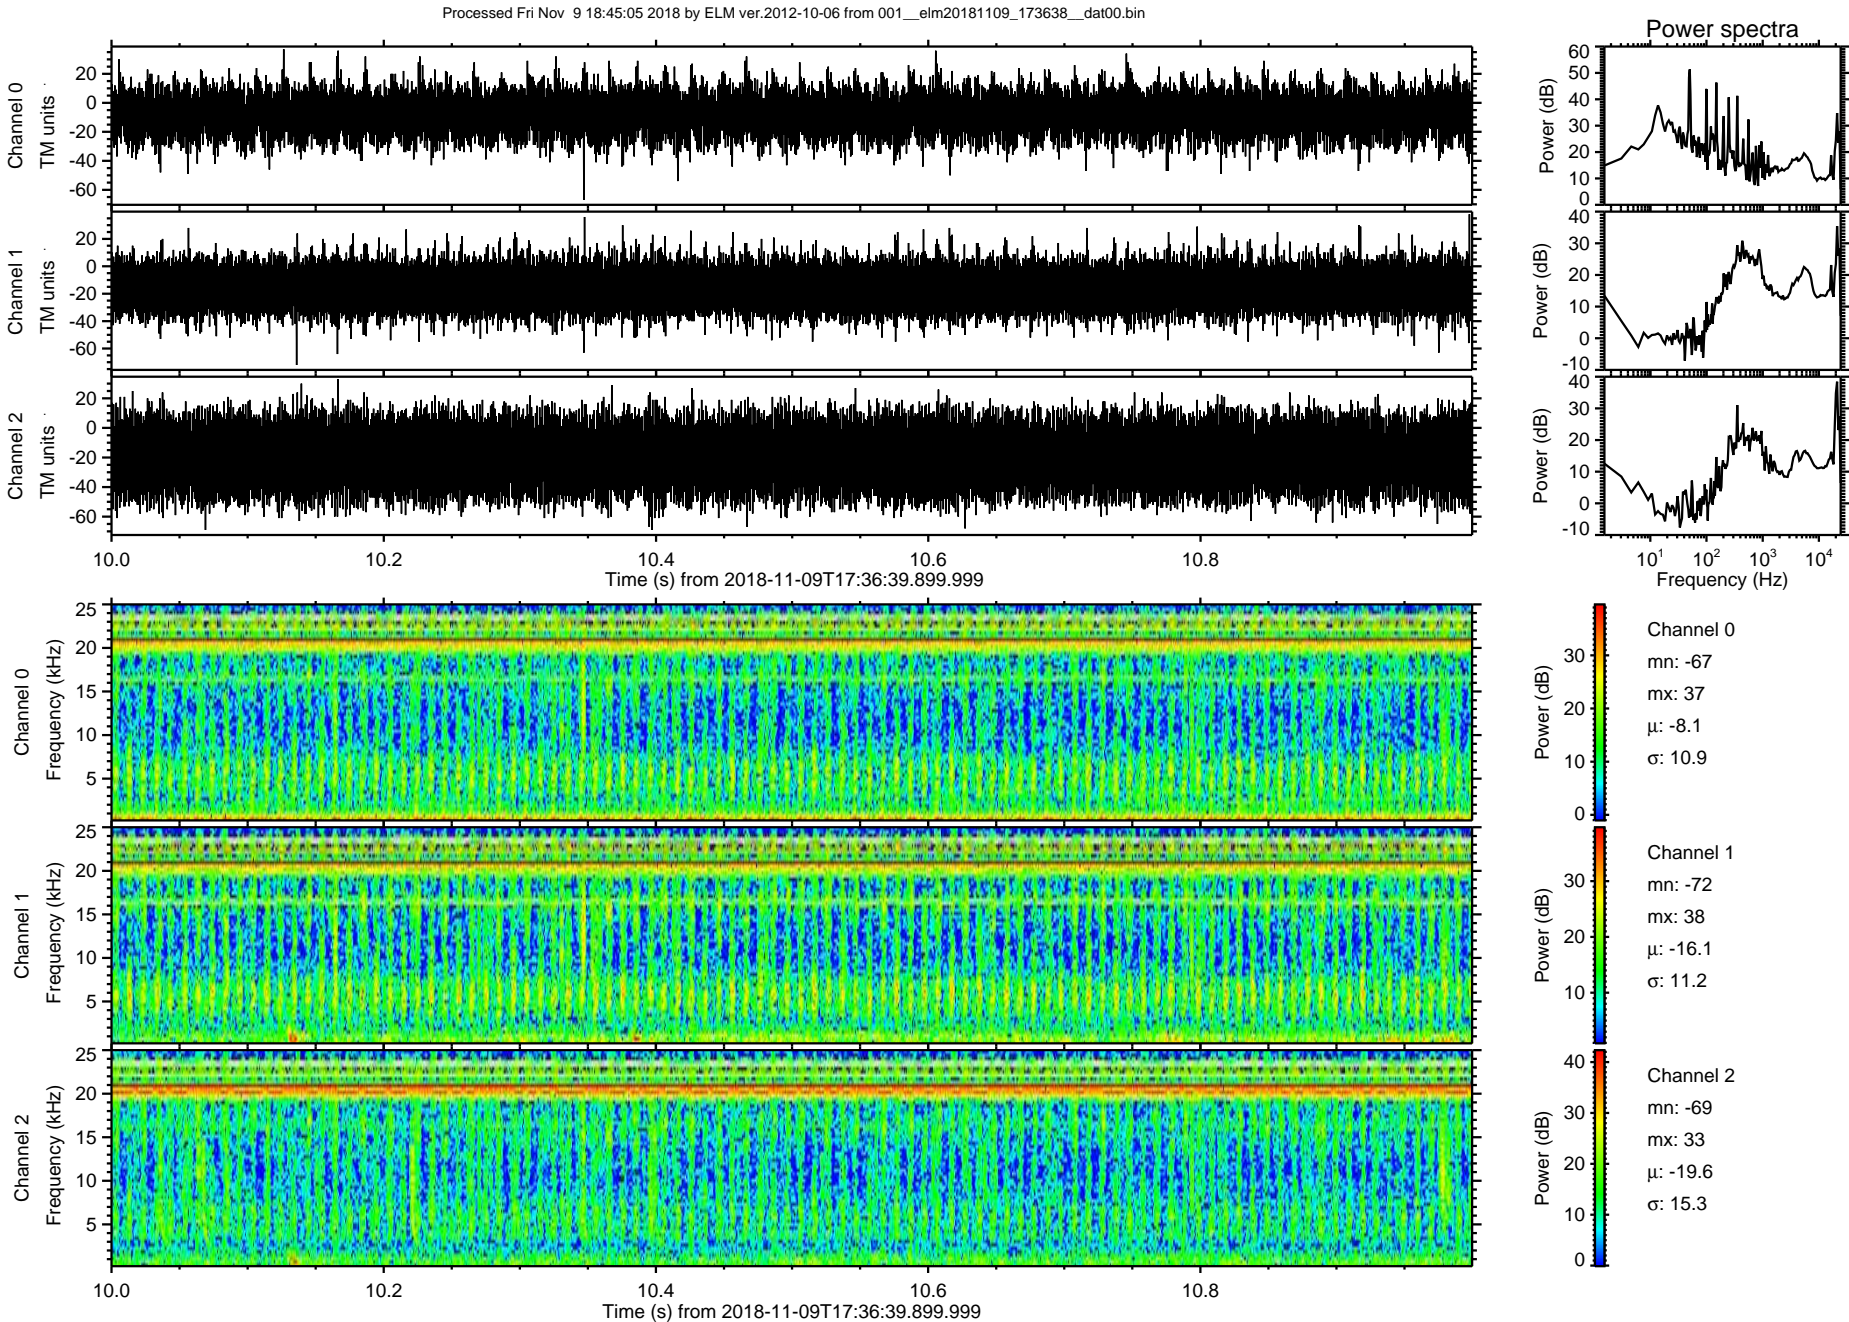 Processed Fri Nov  9 18:45:05 2018 by ELM ver.2012-10-06 from 001__elm20181109_173638__dat00.bin
Power spectra
Channel 0
TM units
20
0
-20
-40
-60
Power (dB)
60
50
40
30
20
10
0
Channel 1
TM units
20
0
-20
-40
-60
Power (dB)
40
30
20
10
0
-10
Channel 2
TM units
20
0
-20
-40
-60
Power (dB)
40
30
20
10
0
-10
10.0 10.2 10.4 10.6 10.8
Time (s) from 2018-11-09T17:36:39.899.999
10¹ 10² 10³ 10⁴
Frequency (Hz)
Channel 0
Frequency (kHz)
25
20
15
10
5
Power (dB)
30
20
10
0
Channel 0
mn: -67
mx: 37
μ: -8.1
σ: 10.9
Channel 1
Frequency (kHz)
25
20
15
10
5
Power (dB)
30
20
10
Channel 1
mn: -72
mx: 38
μ: -16.1
σ: 11.2
Channel 2
Frequency (kHz)
25
20
15
10
5
Power (dB)
40
30
20
10
0
Channel 2
mn: -69
mx: 33
μ: -19.6
σ: 15.3
10.0 10.2 10.4 10.6 10.8
Time (s) from 2018-11-09T17:36:39.899.999